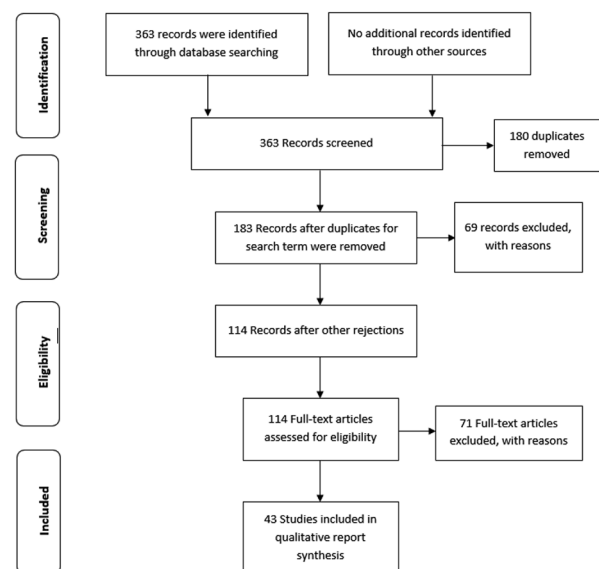 Identification
363 records were identified
through database searching
No additional records identified
through other sources
363 Records screened
180 duplicates
removed
Screening
183 Records after duplicates for
search term were removed
69 records excluded,
with reasons
Eligibility
114 Records after other rejections
114 Full-text articles
assessed for eligibility
71 Full-text articles
excluded, with reasons
Included
43 Studies included in
qualitative report
synthesis